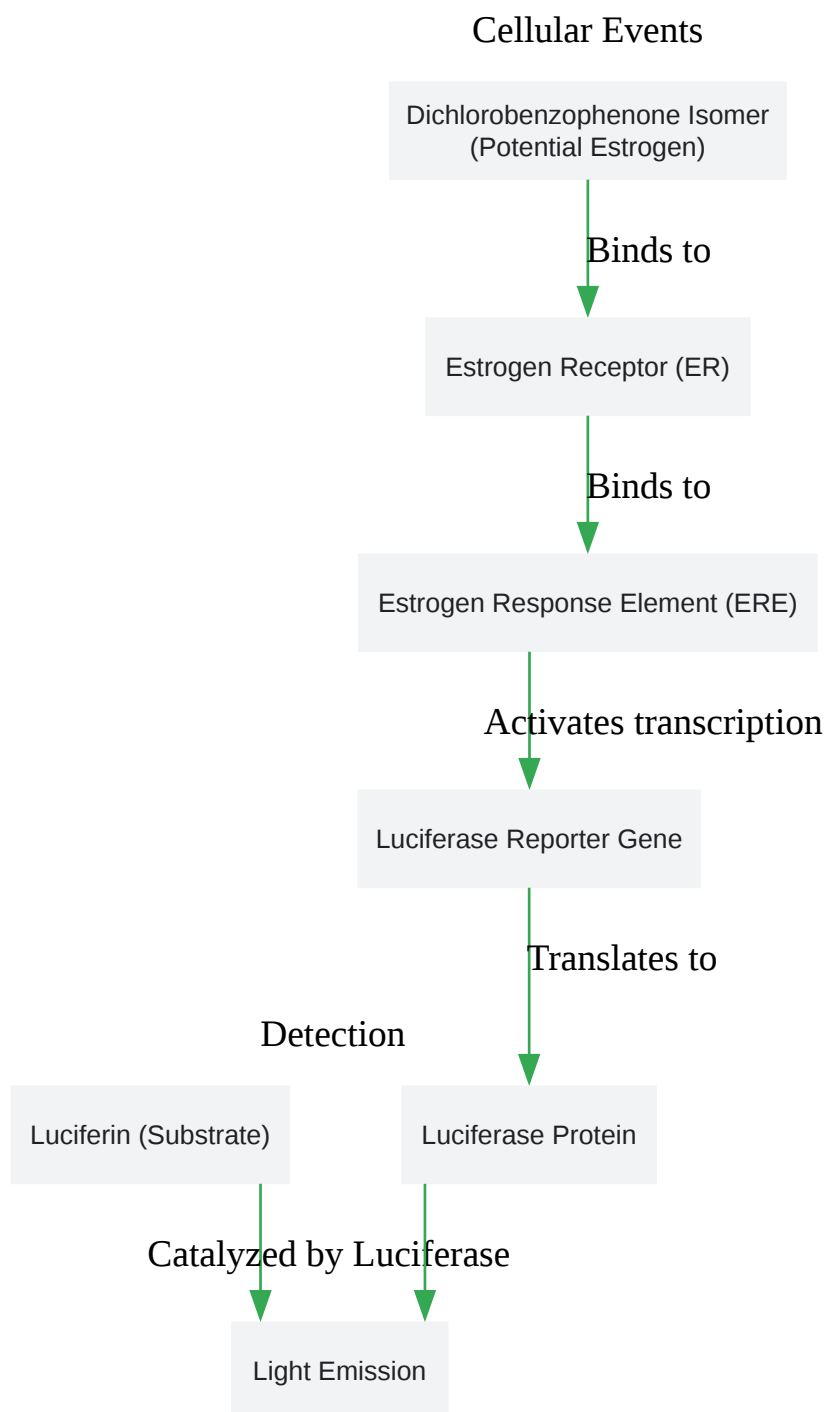 Cellular Events
Dichlorobenzophenone Isomer
(Potential Estrogen)
Binds to
Estrogen Receptor (ER)
Binds to
Estrogen Response Element (ERE)
Activates transcription
Luciferase Reporter Gene
Translates to
Detection
Luciferin (Substrate)
Luciferase Protein
Catalyzed by Luciferase
Light Emission